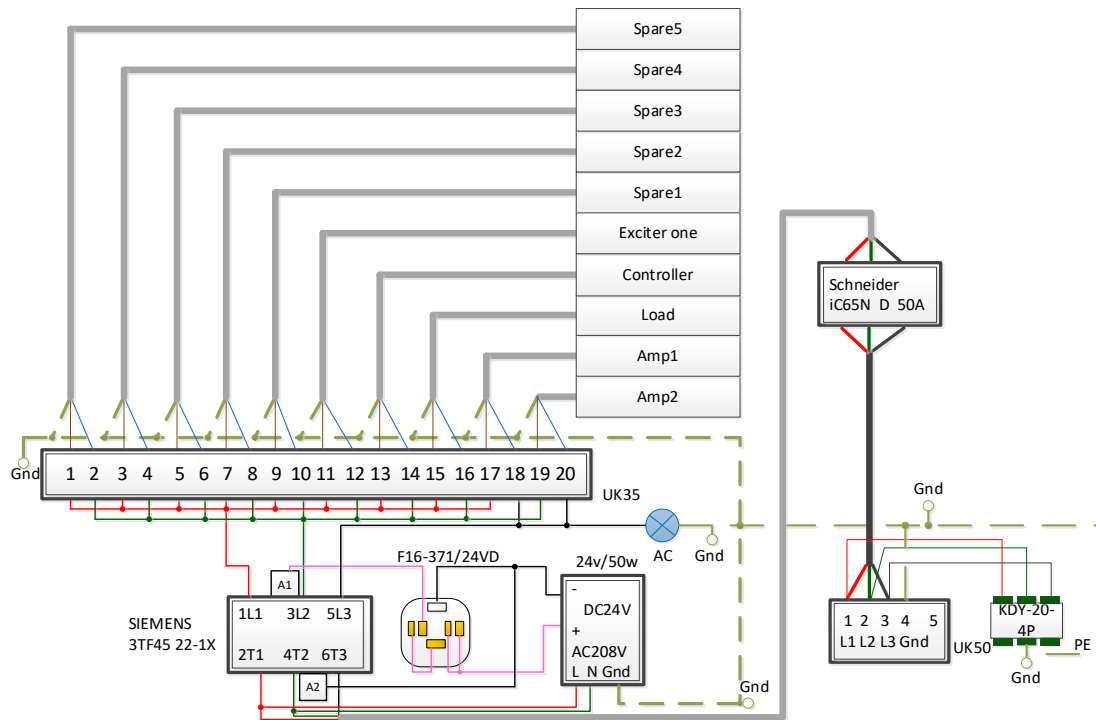 Spare5
Spare4
Spare3
Spare2
Spare1
Exciter one
Controller
Load
Amp1
Amp2
Schneider
iC65N D 50A
Gnd
1 2 3 4 5 6 7 8 9 10 11 12 13 14 15 16 17 18 19 20
UK35
AC
Gnd
Gnd
F16-371/24VD
24v/50w
A1
1L1 3L2 5L3
SIEMENS
3TF45 22-1X
2T1 4T2 6T3
A2
-
DC24V
+
AC208V
L N Gnd
Gnd
1 2 3 4 5
L1 L2 L3 Gnd
UK50
KDY-20-
4P
PE
Gnd